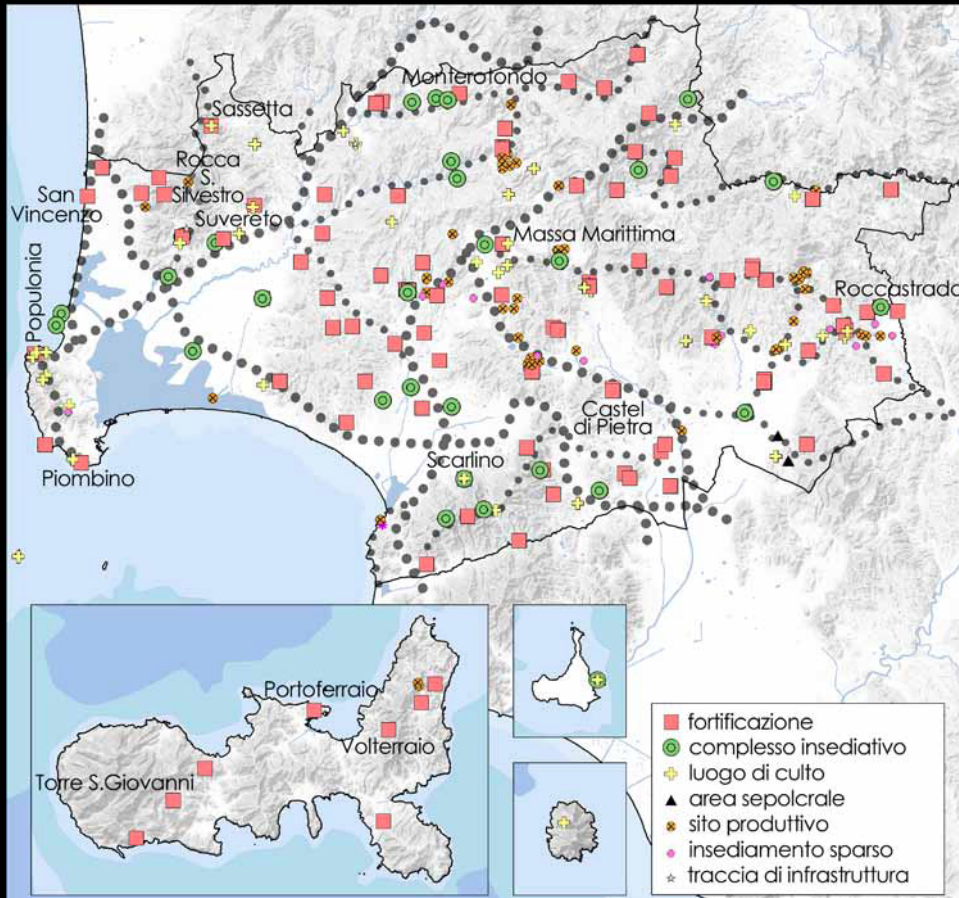 Monterotondo
Sassetta
Rocca
S.
Silvestro
San
Vincenzo
Suvereto
Massa Marittima
Populonia
Roccastrada
Castel
di Pietra
Scarlino
Piombino
Portoferraio
Volterraio
Torre S.Giovanni
fortificazione
complesso insediativo
luogo di culto
area sepolcrale
sito produttivo
insediamento sparso
traccia di infrastruttura